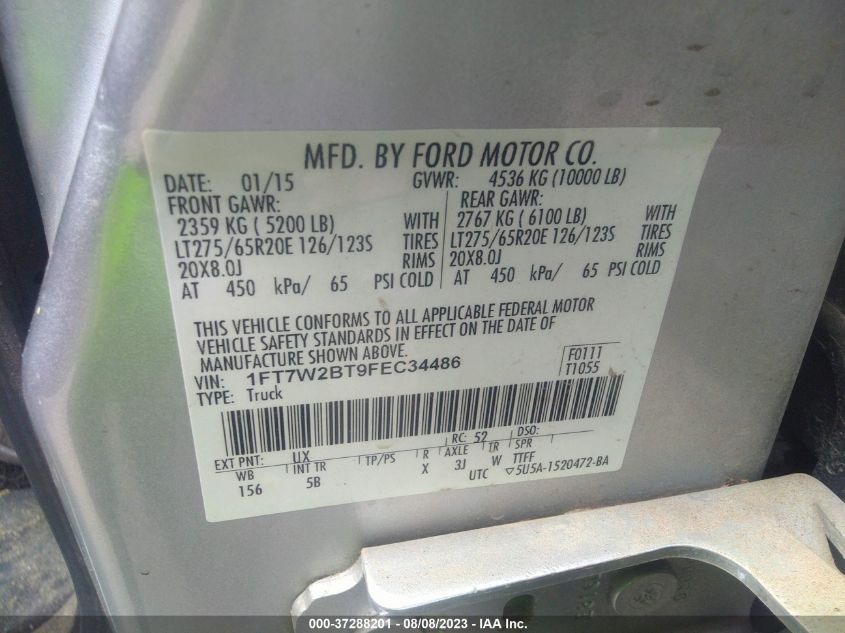 MFD. BY FORD MOTOR CO.
DATE: 01/15 GVWR: 4536 KG (10000 LB)
FRONT GAWR: REAR GAWR:
2359 KG ( 5200 LB) WITH 2767 KG ( 6100 LB) WITH
LT275/65R20E 126/123S TIRES LT275/65R20E 126/123S TIRES
20X8.0J RIMS 20X8.0J RIMS
AT 450 kPa/ 65 PSI COLD AT 450 kPa/ 65 PSI COLD
THIS VEHICLE CONFORMS TO ALL APPLICABLE FEDERAL MOTOR
VEHICLE SAFETY STANDARDS IN EFFECT ON THE DATE OF
MANUFACTURE SHOWN ABOVE.
VIN: 1FT7W2BT9FEC34486 F0111
TYPE: Truck T1055
EXT PNT: UX RC: 52 DSO:
WB INT TR TP/PS R AXLE TR SPR
156 5B X 3J W TTFF
UTC ▽5U5A-1520472-BA
000-37288201 - 08/08/2023 - IAA Inc.